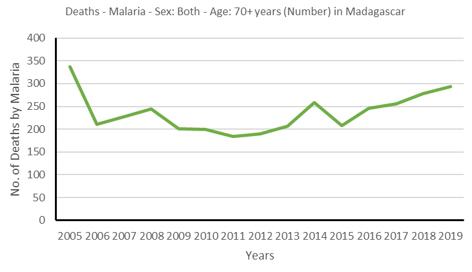 Deaths - Malaria - Sex: Both - Age: 70+ years (Number) in Madagascar
400
350
300
250
200
150
100
50
0
No. of Deaths by Malaria
2005 2006 2007 2008 2009 2010 2011 2012 2013 2014 2015 2016 2017 2018 2019
Years